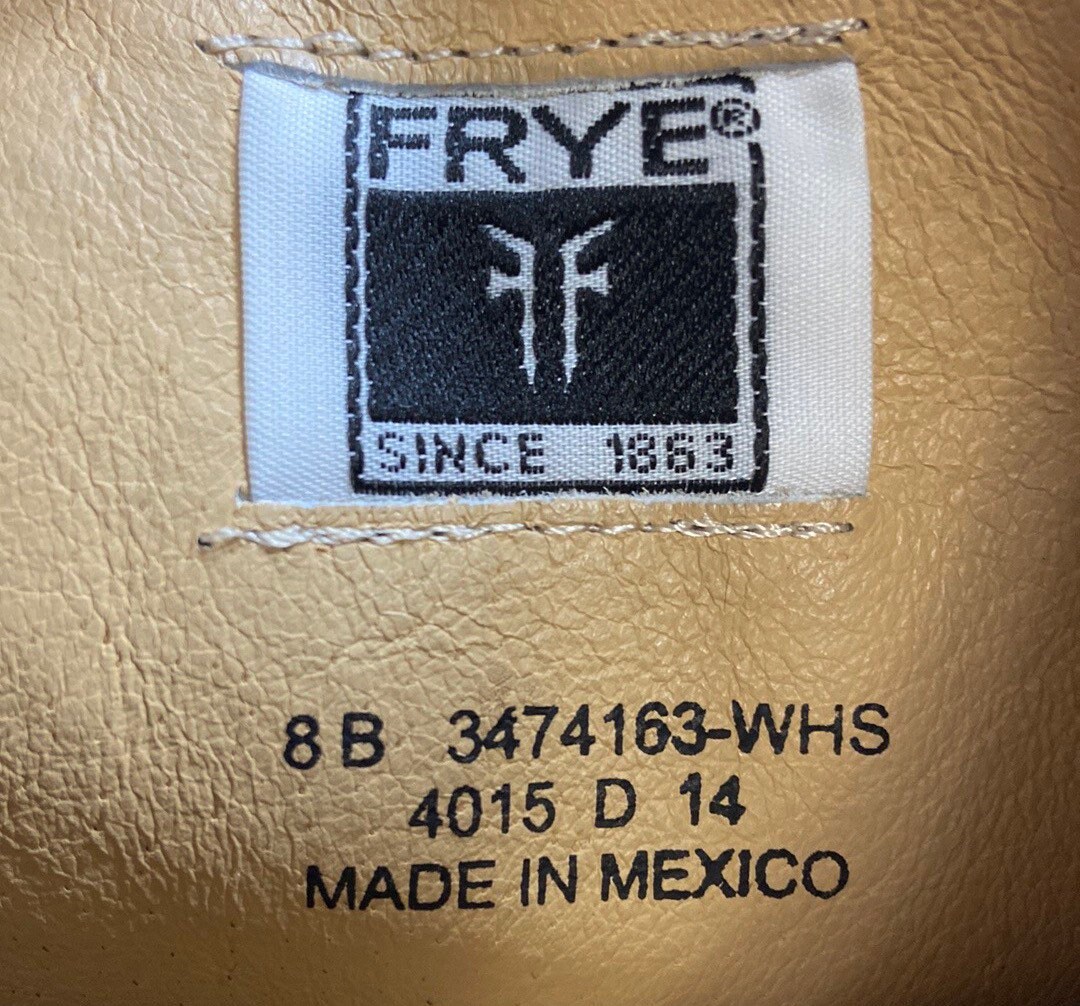 FRYE®
SINCE 1863
8 B 3474163-WHS
4015 D 14
MADE IN MEXICO